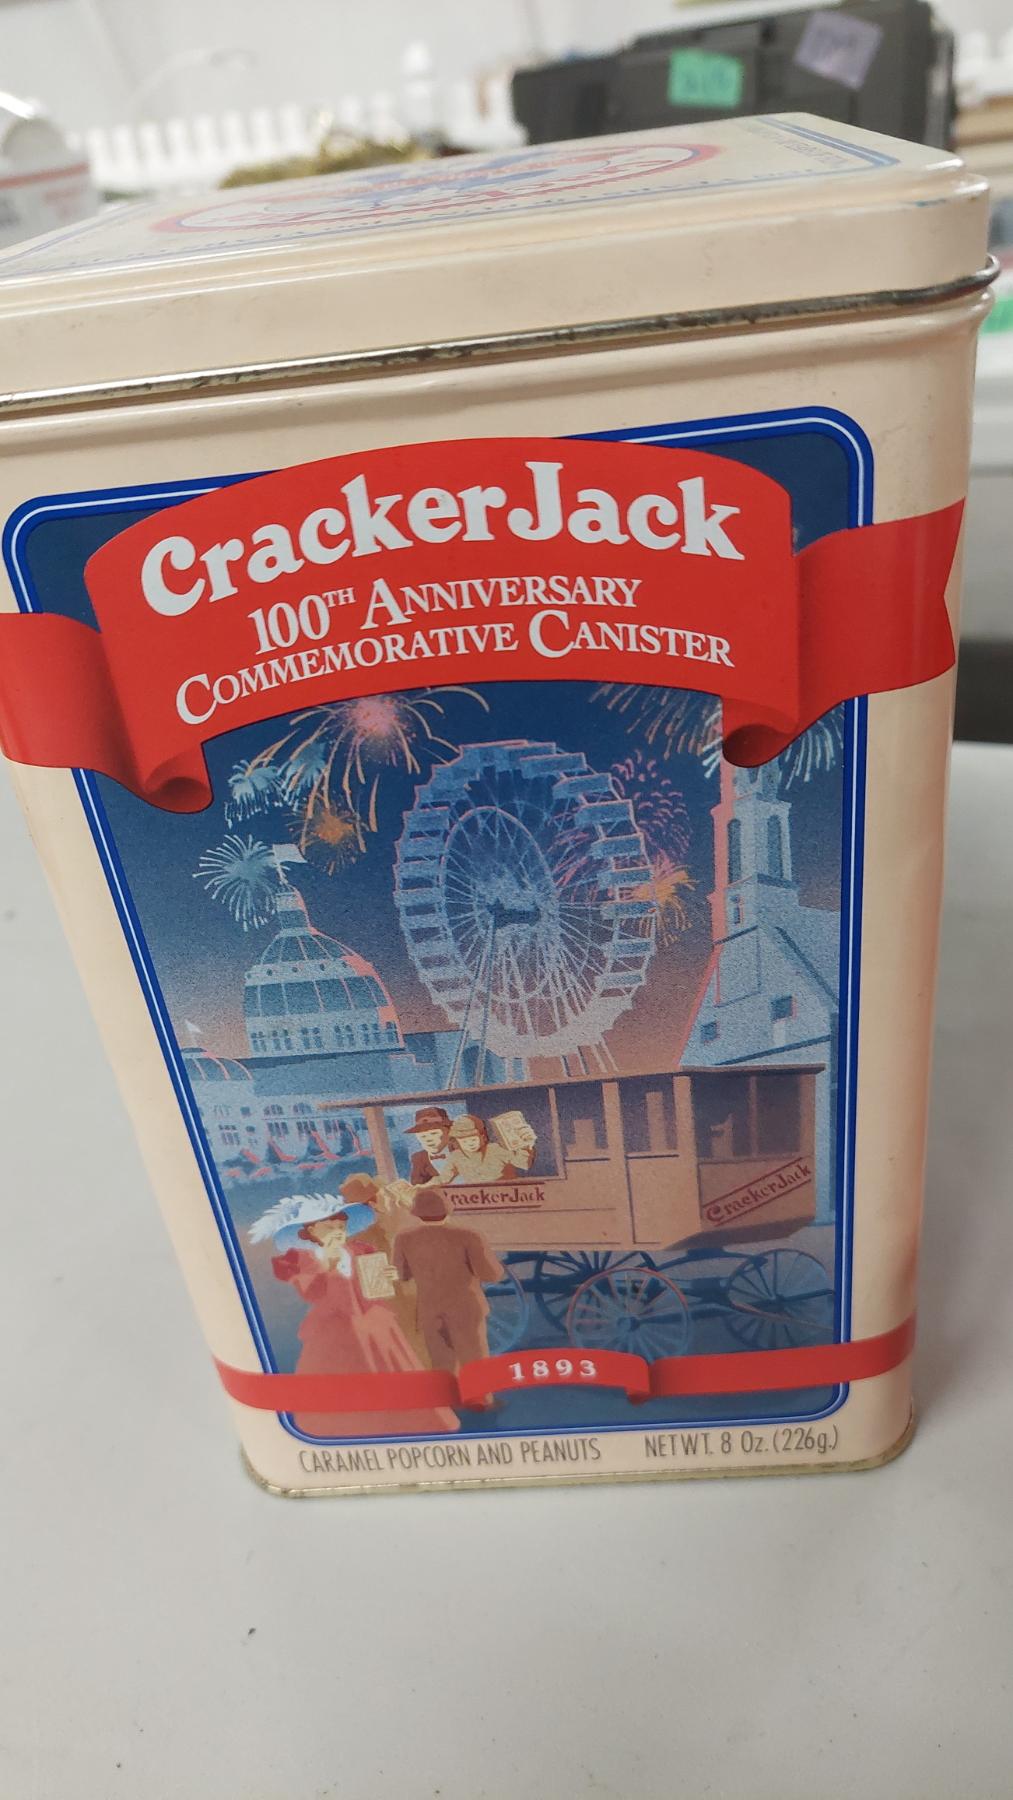 CrackerJack
100TH ANNIVERSARY
COMMEMORATIVE CANISTER
CrackerJack
CrackerJack
1893
CARAMEL POPCORN AND PEANUTS NET WT. 8 Oz. (226g.)